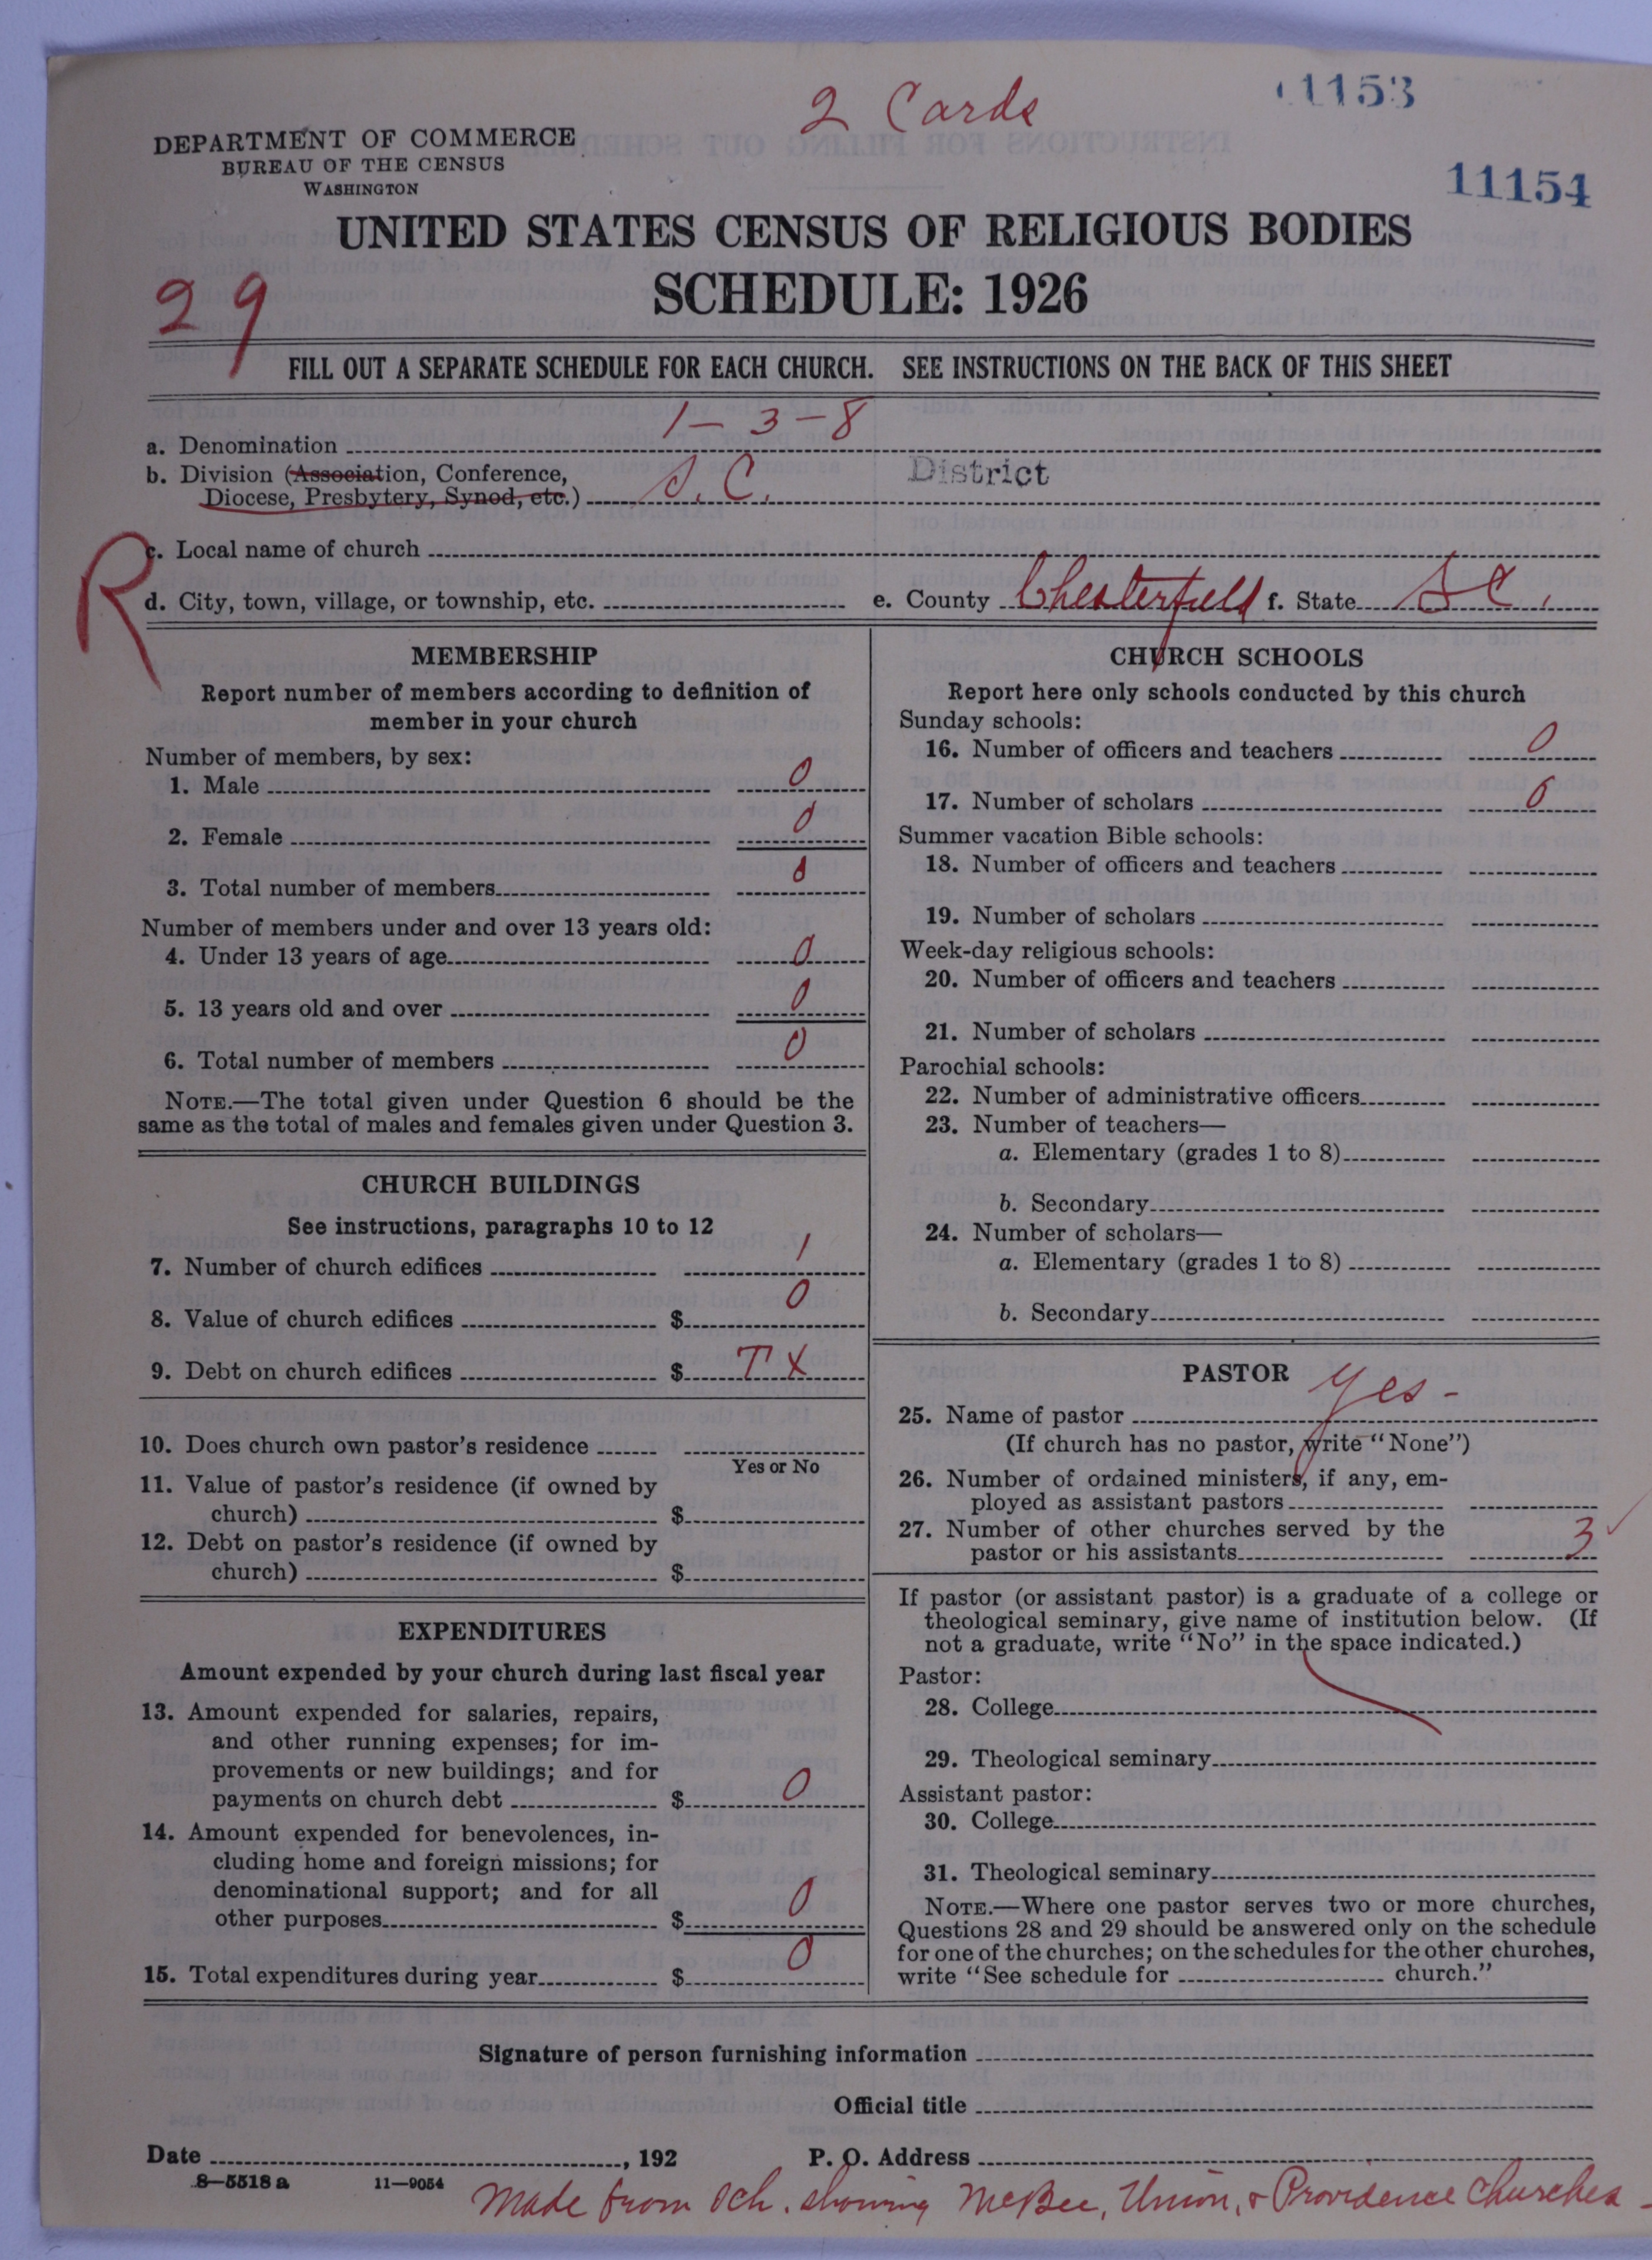 2 Cards
11153
DEPARTMENT OF COMMERCE
BUREAU OF THE CENSUS
WASHINGTON
11154
UNITED STATES CENSUS OF RELIGIOUS BODIES
SCHEDULE: 1926
29
FILL OUT A SEPARATE SCHEDULE FOR EACH CHURCH. SEE INSTRUCTIONS ON THE BACK OF THIS SHEET
a. Denomination 1-3-8
b. Division (Association, Conference,
Diocese, Presbytery, Synod, etc.) S.C. District
R
c. Local name of church
d. City, town, village, or township, etc. e. County Chesterfield f. State S.C.
MEMBERSHIP
Report number of members according to definition of
member in your church
Number of members, by sex:
1. Male 0
2. Female 0
3. Total number of members 0
Number of members under and over 13 years old:
4. Under 13 years of age 0
5. 13 years old and over 0
6. Total number of members 0
NOTE.—The total given under Question 6 should be the
same as the total of males and females given under Question 3.
CHURCH BUILDINGS
See instructions, paragraphs 10 to 12
7. Number of church edifices 1
8. Value of church edifices $ 0
9. Debt on church edifices $ TX
10. Does church own pastor's residence
Yes or No
11. Value of pastor's residence (if owned by
church) $
12. Debt on pastor's residence (if owned by
church) $
EXPENDITURES
Amount expended by your church during last fiscal year
13. Amount expended for salaries, repairs,
and other running expenses; for im-
provements or new buildings; and for
payments on church debt $ 0
14. Amount expended for benevolences, in-
cluding home and foreign missions; for
denominational support; and for all
other purposes $ 0
15. Total expenditures during year $ 0
CHURCH SCHOOLS
Report here only schools conducted by this church
Sunday schools:
16. Number of officers and teachers 0
17. Number of scholars 0
Summer vacation Bible schools:
18. Number of officers and teachers
19. Number of scholars
Week-day religious schools:
20. Number of officers and teachers
21. Number of scholars
Parochial schools:
22. Number of administrative officers
23. Number of teachers—
a. Elementary (grades 1 to 8)
b. Secondary
24. Number of scholars—
a. Elementary (grades 1 to 8)
b. Secondary
PASTOR
25. Name of pastor Yes-
(If church has no pastor, write "None")
26. Number of ordained ministers, if any, em-
ployed as assistant pastors
27. Number of other churches served by the
pastor or his assistants 3 ✓
If pastor (or assistant pastor) is a graduate of a college or
theological seminary, give name of institution below. (If
not a graduate, write "No" in the space indicated.)
Pastor:
28. College
29. Theological seminary
Assistant pastor:
30. College
31. Theological seminary
NOTE.—Where one pastor serves two or more churches,
Questions 28 and 29 should be answered only on the schedule
for one of the churches; on the schedules for the other churches,
write "See schedule for church."
Signature of person furnishing information
Official title
Date , 192 P. O. Address
8—5518 a 11—9054
Made from sch. showing McBee, Union, & Providence Churches -